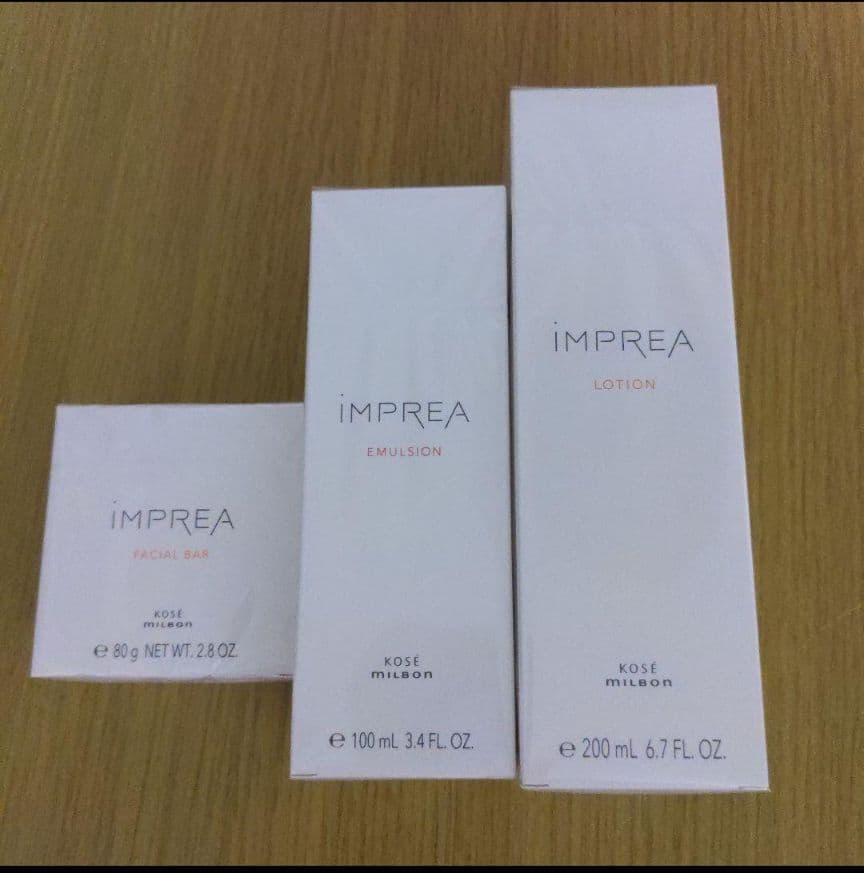 iMPREA
FACIAL BAR
KOSÉ
MILBON
℮ 80 g NET WT. 2.8 OZ.
iMPREA
EMULSION
KOSÉ
MILBON
℮ 100 mL 3.4 FL. OZ.
iMPREA
LOTION
KOSÉ
MILBON
℮ 200 mL 6.7 FL. OZ.